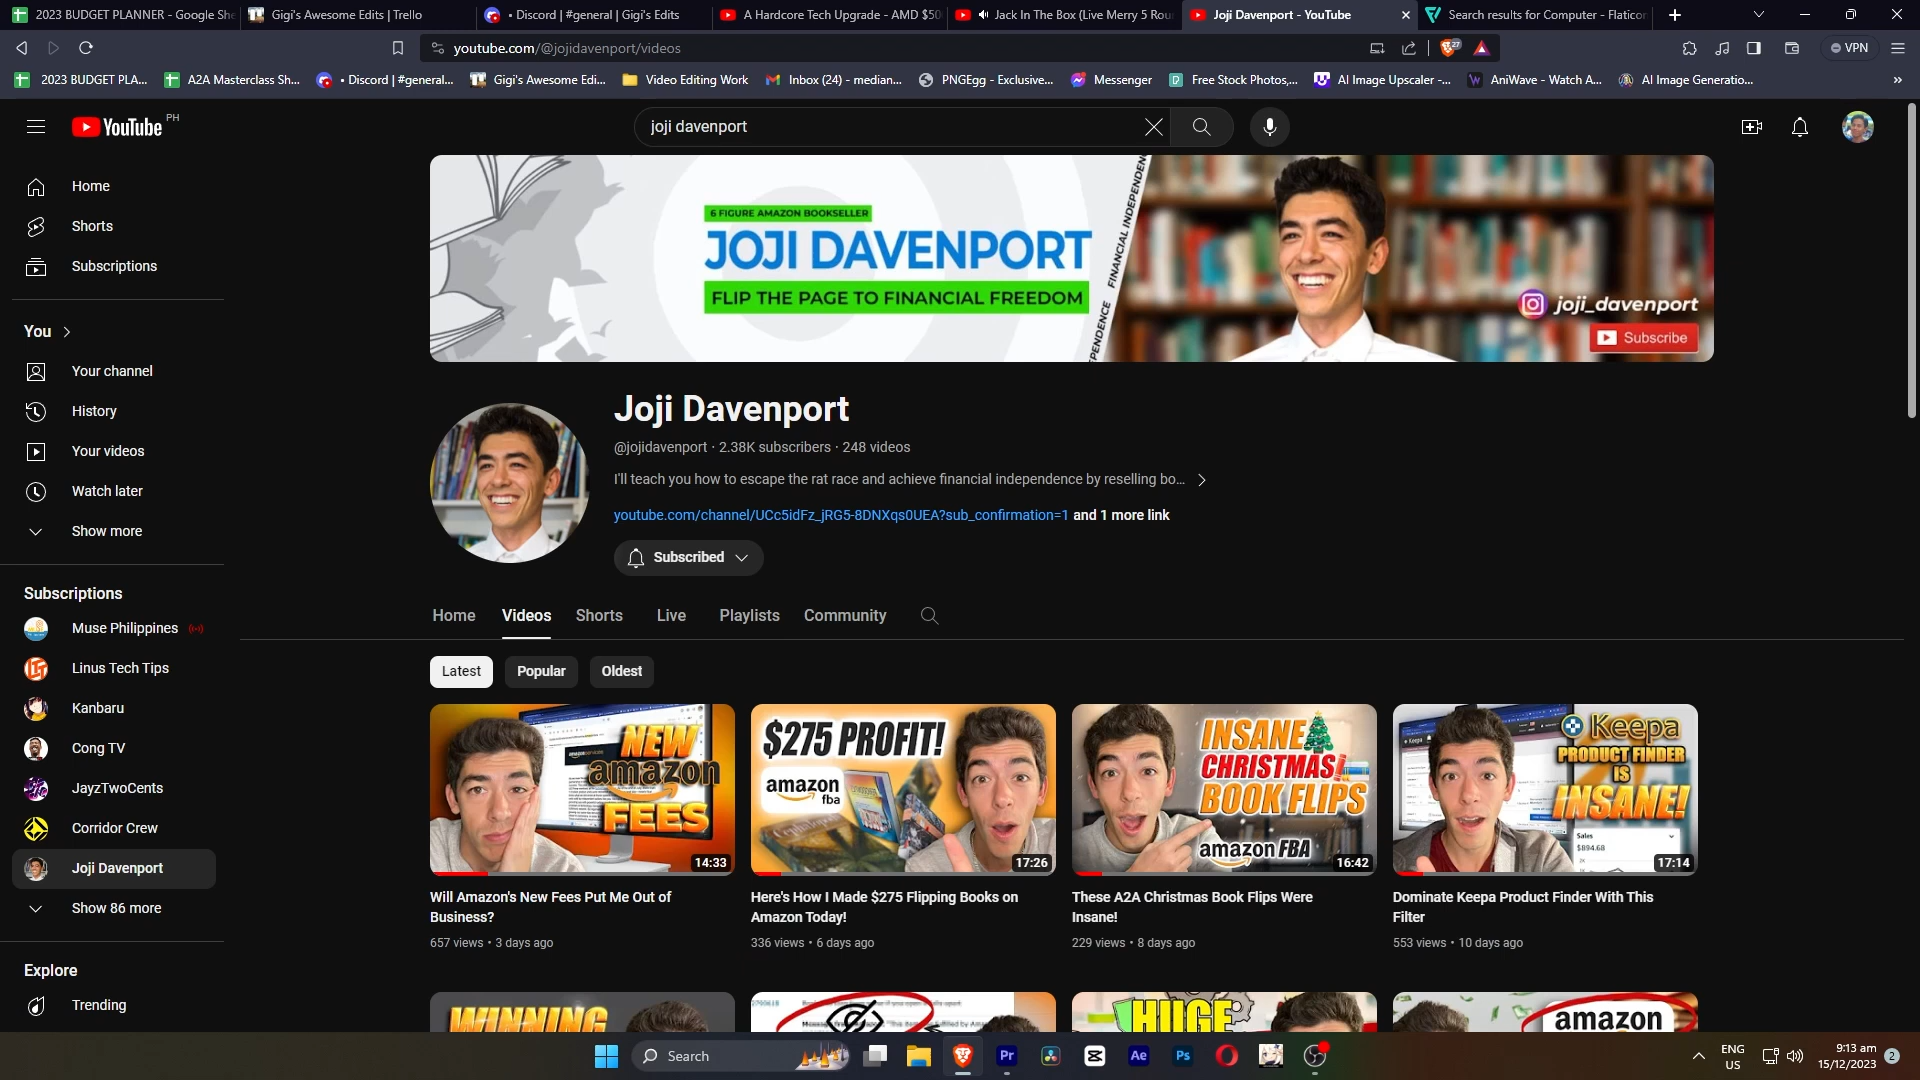 2023 BUDGET PLANNER - Google She
Gigi's Awesome Edits | Trello
• Discord | #general | Gigi's Edits
A Hardcore Tech Upgrade - AMD $50
Jack In The Box (Live Merry 5 Rou
Joji Davenport - YouTube
Search results for Computer - Flaticon
youtube.com/@jojidavenport/videos
27
VPN
2023 BUDGET PLA...
A2A Masterclass Sh...
• Discord | #general...
Gigi's Awesome Edi...
Video Editing Work
Inbox (24) - median...
PNGEgg - Exclusive...
Messenger
Free Stock Photos,...
AI Image Upscaler -...
AniWave - Watch A...
AI Image Generatio...
YouTube PH
joji davenport
Home
Shorts
Subscriptions
You
Your channel
History
Your videos
Watch later
Show more
Subscriptions
Muse Philippines
Linus Tech Tips
Kanbaru
Cong TV
JayzTwoCents
Corridor Crew
Joji Davenport
Show 86 more
Explore
Trending
6 FIGURE AMAZON BOOKSELLER
JOJI DAVENPORT
FLIP THE PAGE TO FINANCIAL FREEDOM
FINANCIAL INDEPENDENC
PENDENCE
joji_davenport
Subscribe
Joji Davenport
@jojidavenport · 2.38K subscribers · 248 videos
I'll teach you how to escape the rat race and achieve financial independence by reselling bo...
youtube.com/channel/UCc5idFz_jRG5-8DNXqs0UEA?sub_confirmation=1 and 1 more link
Subscribed
Home Videos Shorts Live Playlists Community
Latest Popular Oldest
NEW
amazon
FEES
14:33
Will Amazon's New Fees Put Me Out of
Business?
657 views • 3 days ago
$275 PROFIT!
amazon
fba
17:26
Here's How I Made $275 Flipping Books on
Amazon Today!
336 views • 6 days ago
INSANE
CHRISTMAS
BOOK FLIPS
amazon FBA
16:42
These A2A Christmas Book Flips Were
Insane!
229 views • 8 days ago
Keepa
PRODUCT FINDER
IS
INSANE!
Sales
$894.68
17:14
Dominate Keepa Product Finder With This
Filter
553 views • 10 days ago
WINNING
HUGE
amazon
Search
Pr
Ae
Ps
ENG
US
9:13 am
15/12/2023
2